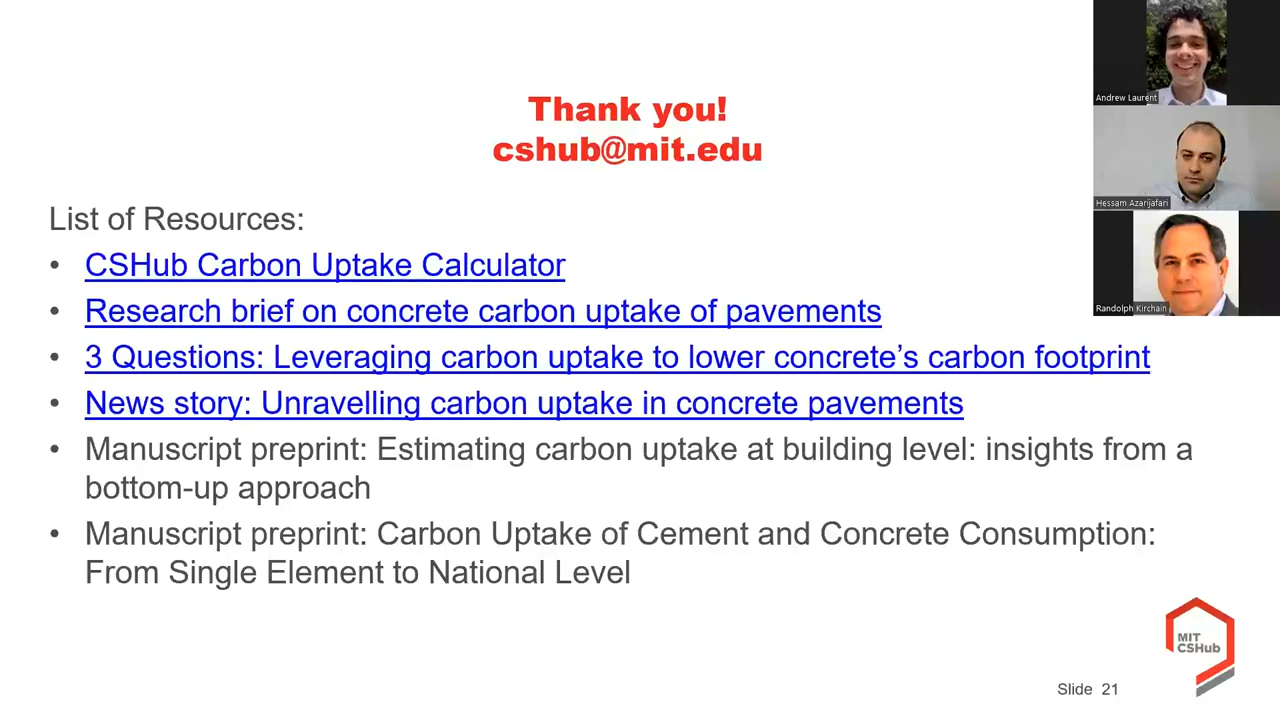 Thank you!
cshub@mit.edu
List of Resources:
• CSHub Carbon Uptake Calculator
• Research brief on concrete carbon uptake of pavements
• 3 Questions: Leveraging carbon uptake to lower concrete’s carbon footprint
• News story: Unravelling carbon uptake in concrete pavements
• Manuscript preprint: Estimating carbon uptake at building level: insights from a
bottom-up approach
• Manuscript preprint: Carbon Uptake of Cement and Concrete Consumption:
From Single Element to National Level
Andrew Laurent
Hessam Azarijafari
Randolph Kirchain
MIT
CSHub
Slide 21